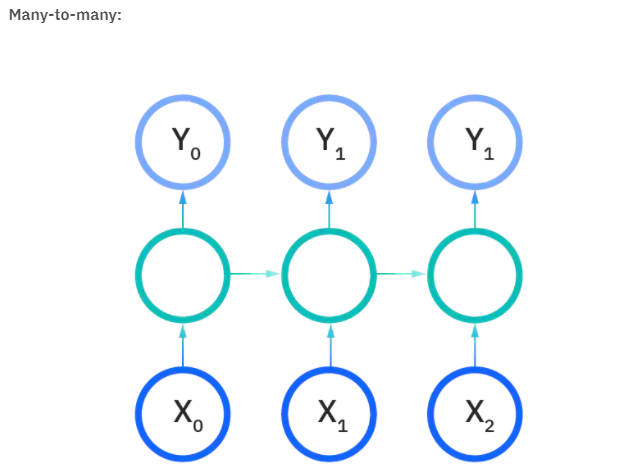 Many-to-many:
Y₀ Y₁ Y₁
X₀ X₁ X₂